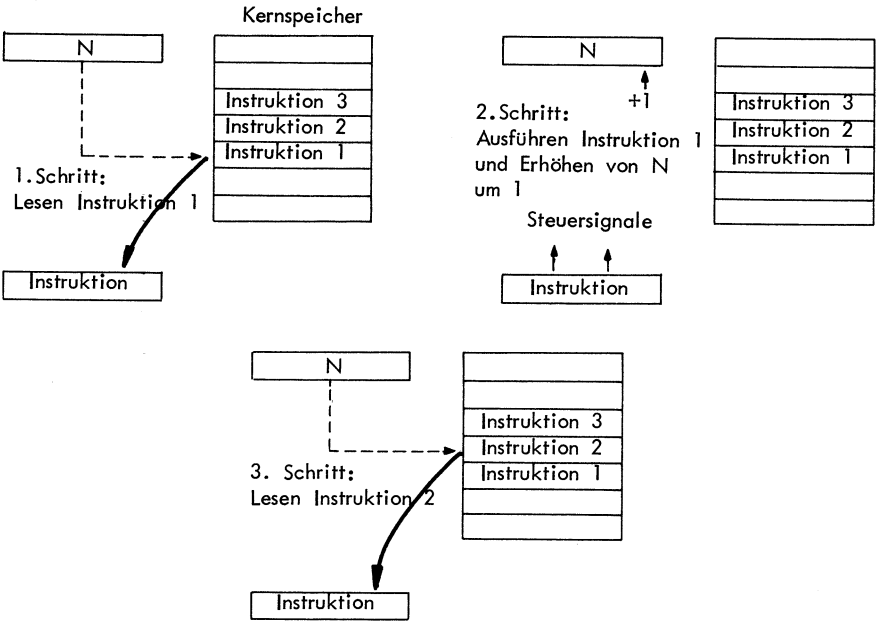 Kernspeicher
N
Instruktion 3
Instruktion 2
Instruktion 1
1.Schritt:
Lesen Instruktion 1
Instruktion
N
+1
2.Schritt:
Ausführen Instruktion 1
und Erhöhen von N
um 1
Instruktion 3
Instruktion 2
Instruktion 1
Steuersignale
Instruktion
N
Instruktion 3
Instruktion 2
Instruktion 1
3. Schritt:
Lesen Instruktion 2
Instruktion